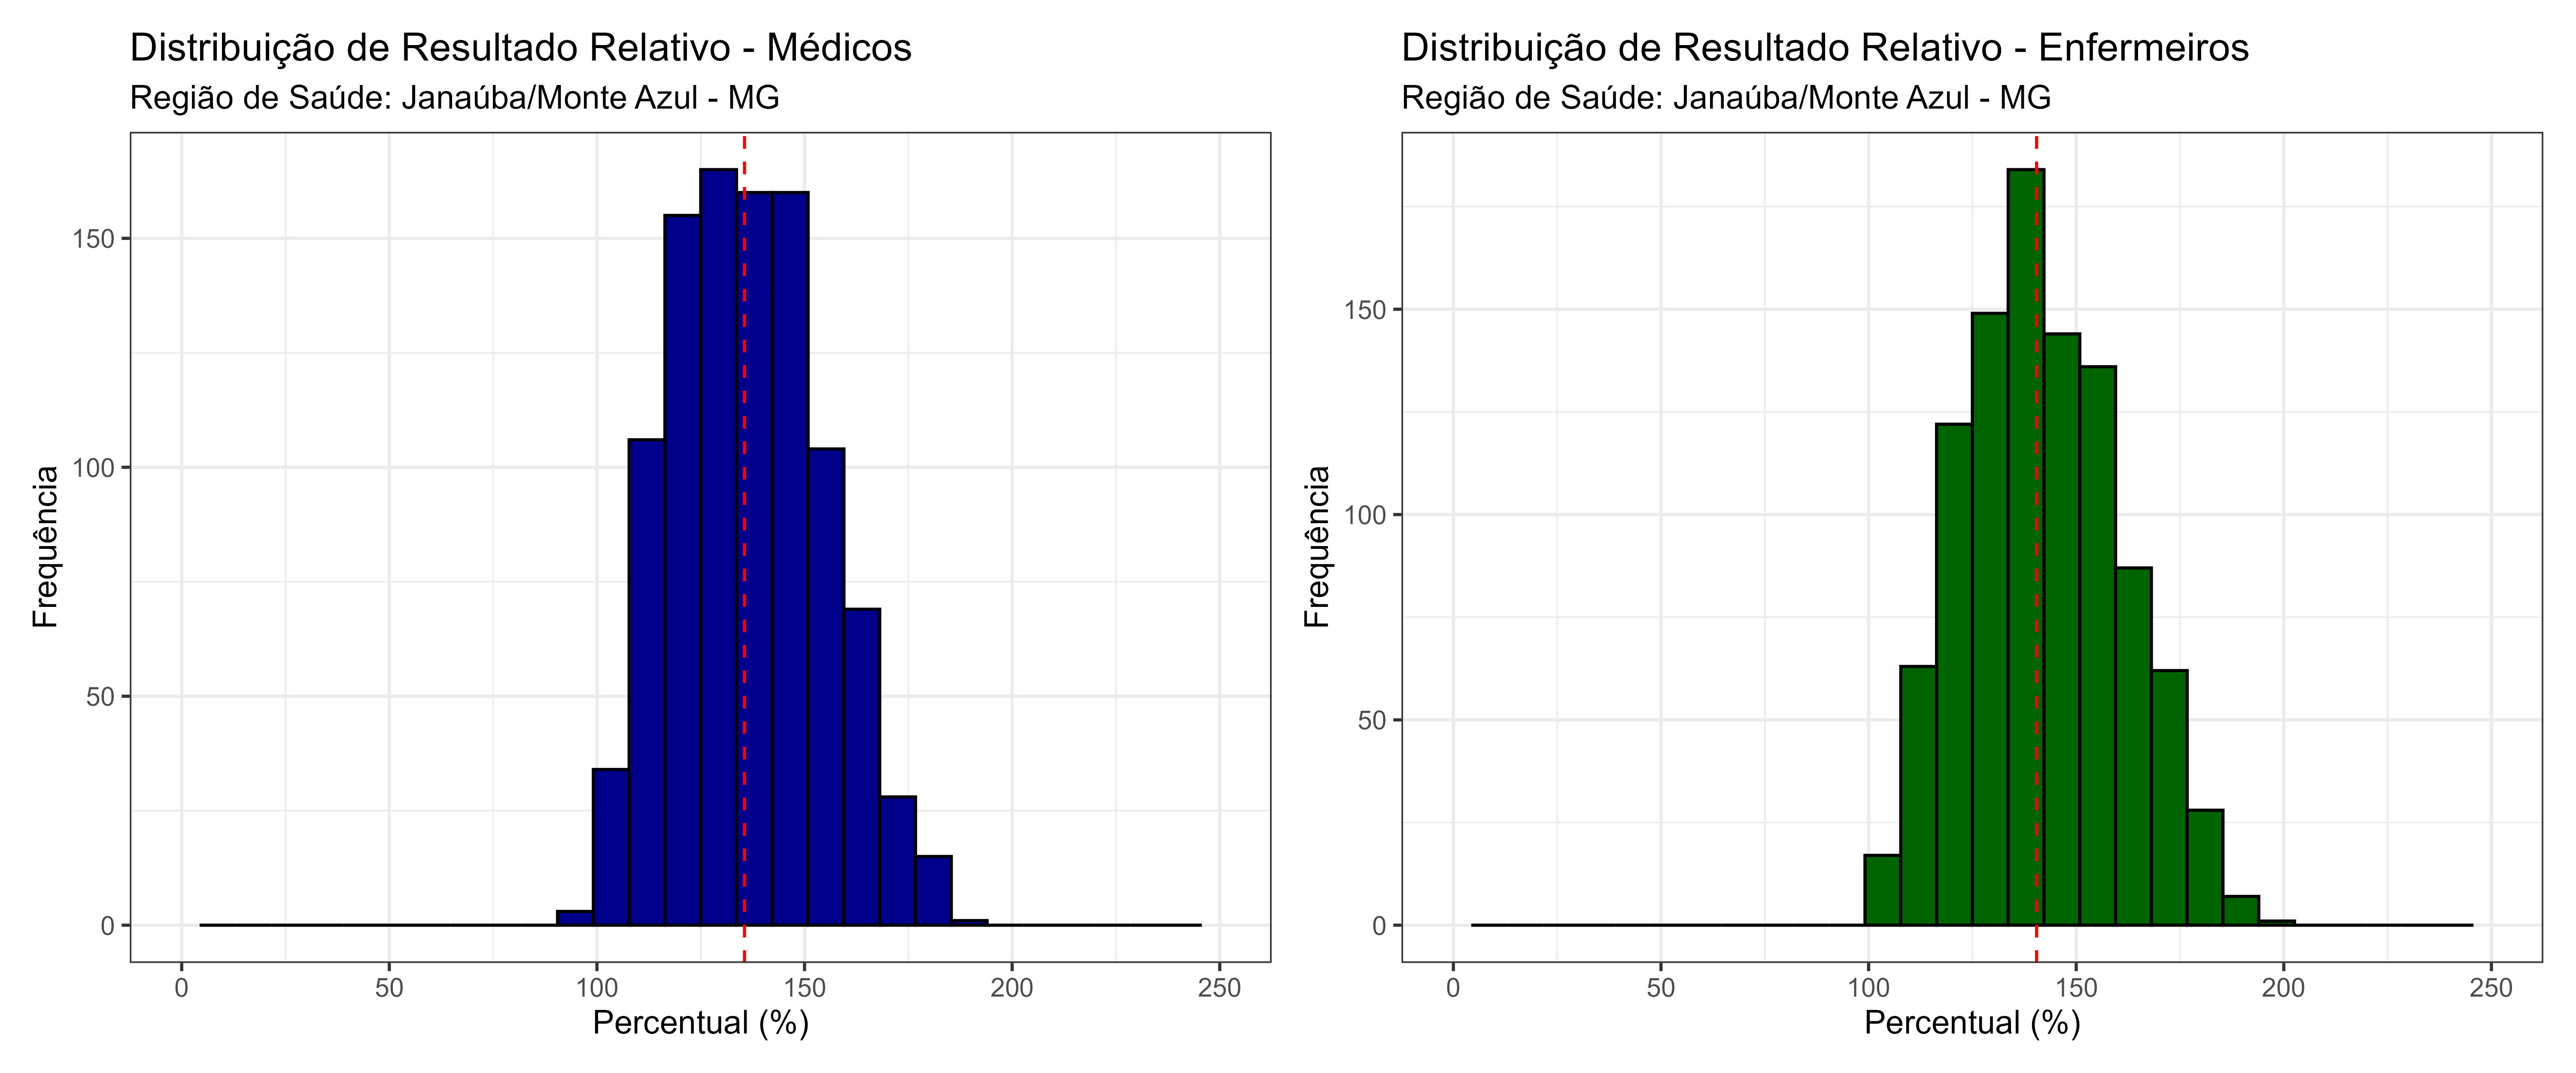 Distribuição de Resultado Relativo - Médicos
Região de Saúde: Janaúba/Monte Azul - MG
150
100
50
0
Frequência
0 50 100 150 200 250
Percentual (%)
Distribuição de Resultado Relativo - Enfermeiros
Região de Saúde: Janaúba/Monte Azul - MG
150
100
50
0
Frequência
0 50 100 150 200 250
Percentual (%)